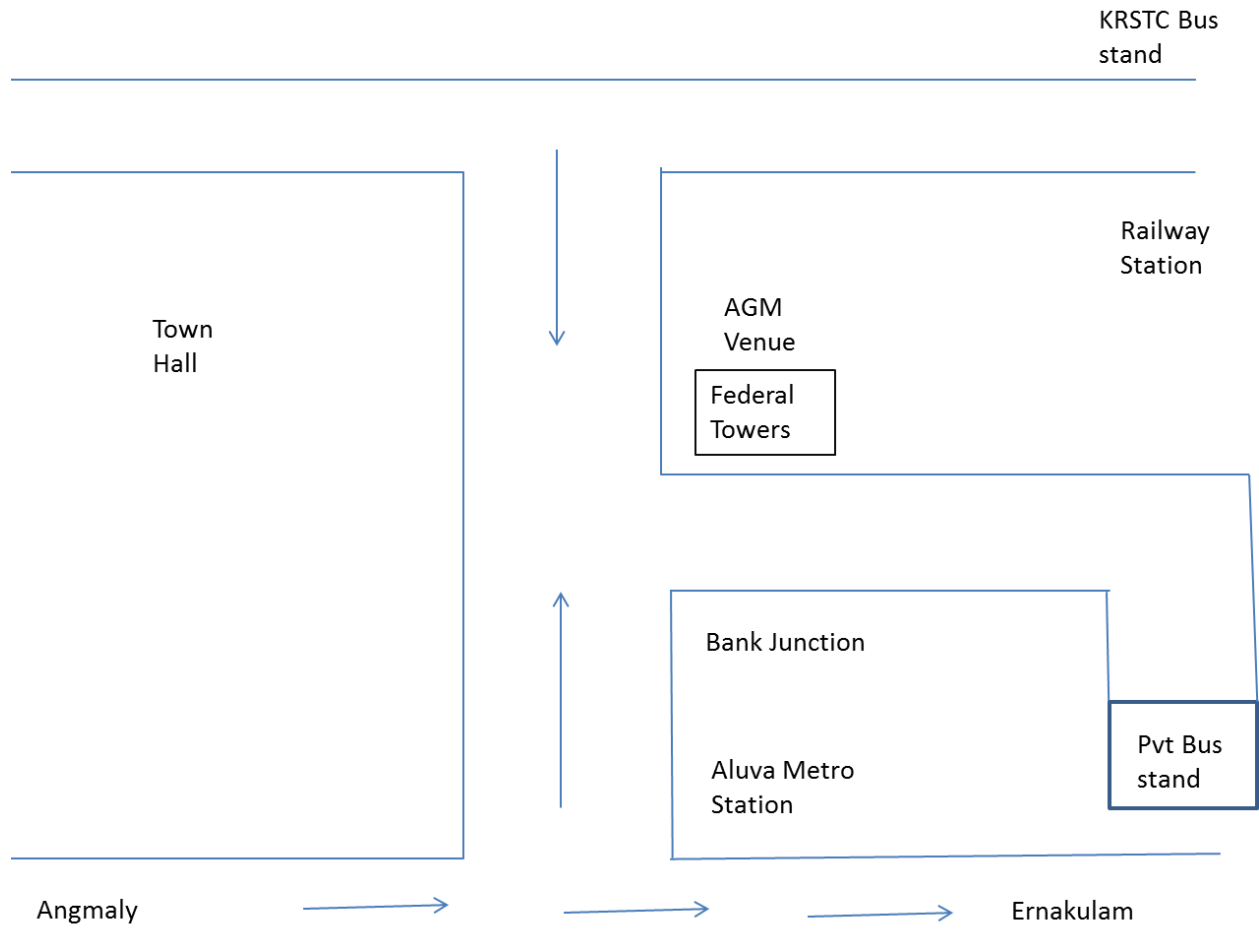 KRSTC Bus
stand
Railway
Station
Town
Hall
AGM
Venue
Federal
Towers
Bank Junction
Aluva Metro
Station
Pvt Bus
stand
Angmaly
Ernakulam